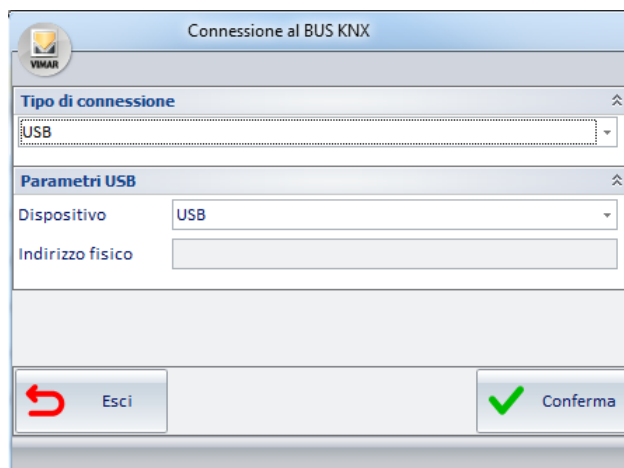 Connessione al BUS KNX
VIMAR
Tipo di connessione
USB
Parametri USB
Dispositivo USB
Indirizzo fisico
Esci Conferma